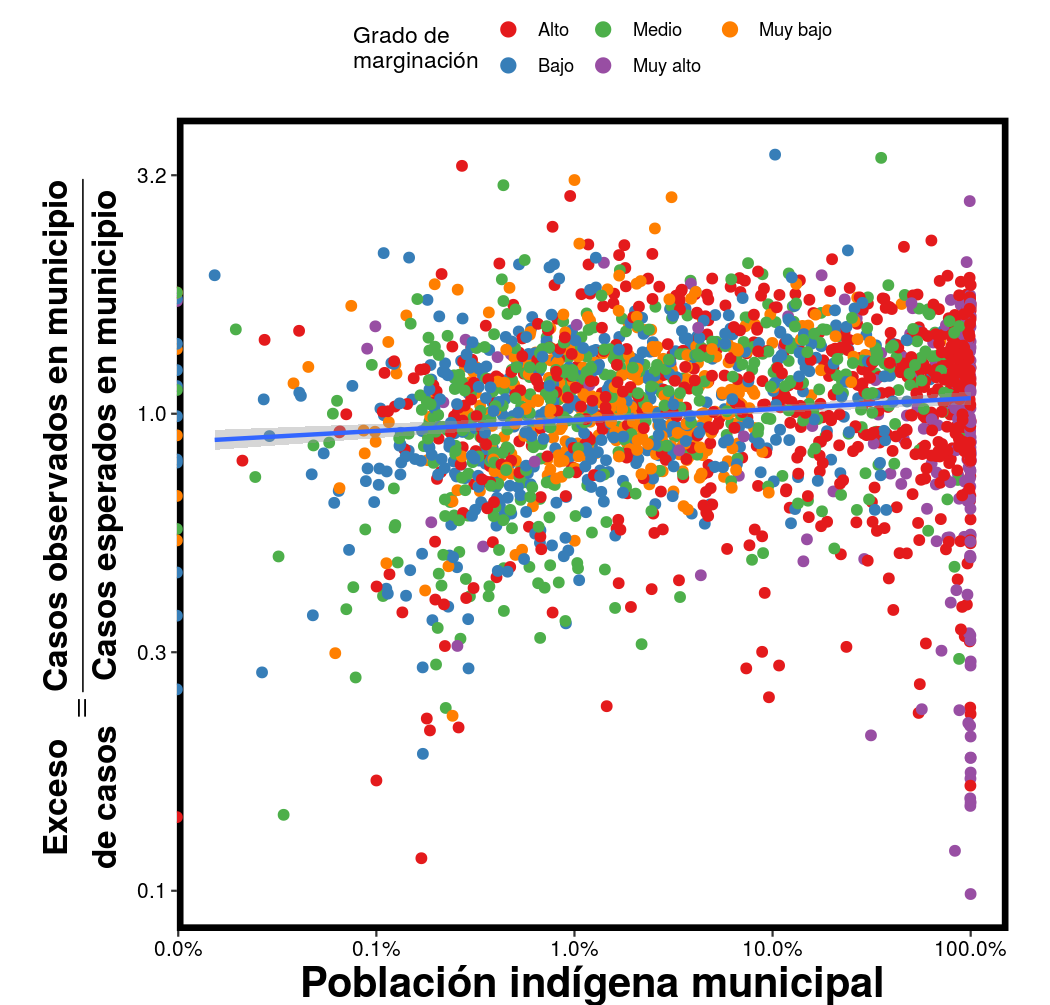 Grado de
marginación
Alto
Medio
Muy bajo
Bajo
Muy alto
Exceso
de casos
=
Casos observados en municipio
Casos esperados en municipio
3.2
1.0
0.3
0.1
0.0%
0.1%
1.0%
10.0%
100.0%
Población indígena municipal